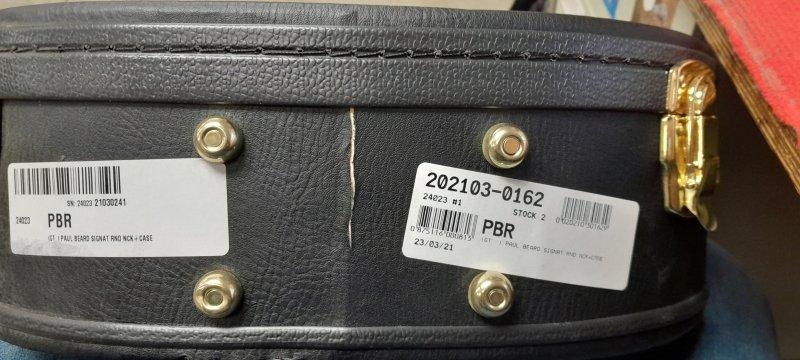 SN: 24023 21030241
24023 PBR
(GT ) PAUL BEARD SIGNAT RND NCK + CASE
202103-0162
24023 #1
STOCK 2
PBR
(GT ) PAUL BEARD SIGNAT RND NCK+CASE
23/03/21